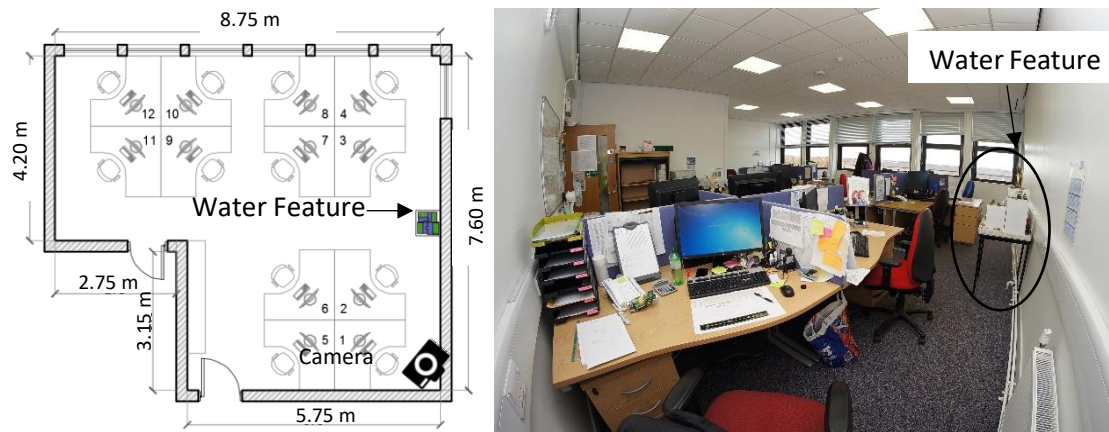 8.75 m
12 10
8 4
11 9
7 3
4.20 m
Water Feature
7.60 m
2.75 m
3.15 m
6 2
5 1
Camera
5.75 m
Water Feature